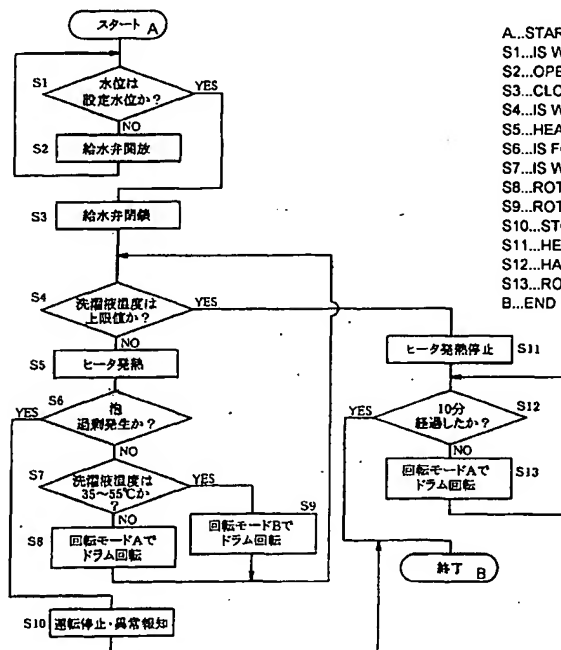 スタート A
S1
水位は
設定水位か?
YES
NO
S2
給水弁開放
S3
給水弁閉鎖
S4
洗濯液温度は
上限値か?
YES
NO
S5
ヒータ発熱
S6
YES
泡
過剰発生か?
NO
S7
洗濯液温度は
35〜55℃か
?
YES
NO
S8
回転モードAで
ドラム回転
S9
回転モードBで
ドラム回転
S10
運転停止・異常報知
ヒータ発熱停止
S11
YES
10分
経過したか?
S12
NO
回転モードAで
ドラム回転
S13
終了 B
A...STAR
S1...IS W
S2...OPE
S3...CLO
S4...IS W
S5...HEA
S6...IS FO
S7...IS W
S8...ROT
S9...ROT
S10...STO
S11...HE
S12...HA
S13...RO
B...END